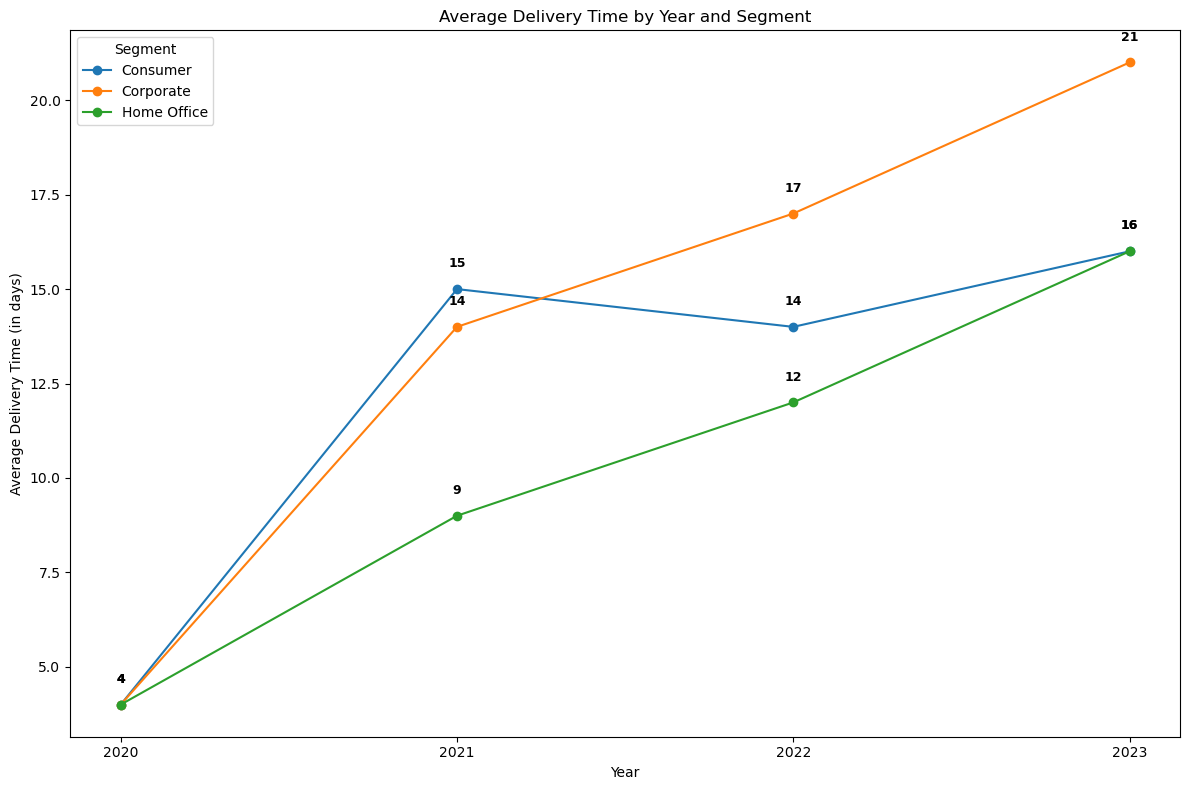 Average Delivery Time by Year and Segment
Segment
Consumer
Corporate
Home Office
Average Delivery Time (in days)
20.0
17.5
15.0
12.5
10.0
7.5
5.0
21
17
16
15
14
14
12
9
4
2020 2021 2022 2023
Year